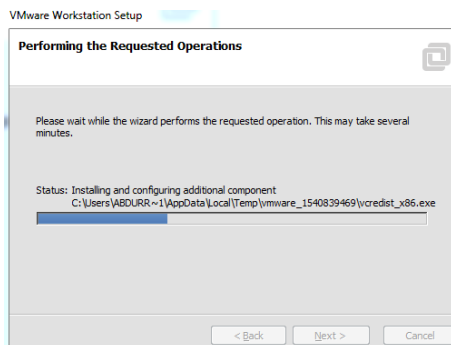 VMware Workstation Setup
Performing the Requested Operations
Please wait while the wizard performs the requested operation. This may take several
minutes.
Status: Installing and configuring additional component
C:\Users\ABDURR~1\AppData\Local\Temp\vmware_1540839469\vcredist_x86.exe
< Back Next > Cancel